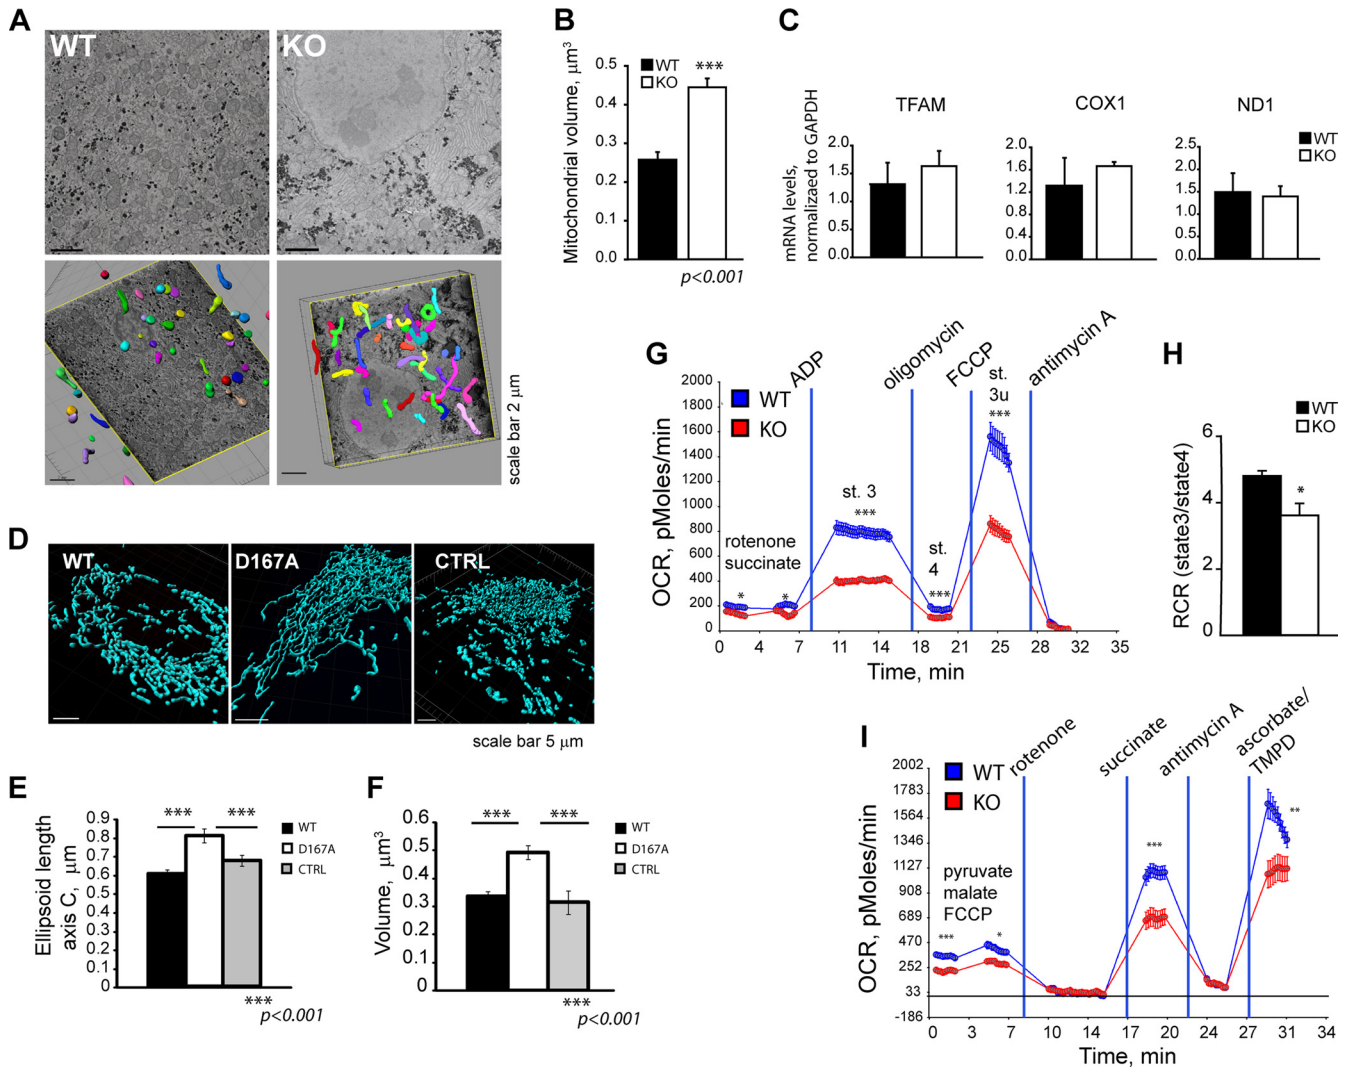 A
WT
KO
scale bar 2 μm
B
Mitochondrial volume, μm³
WT
KO
***
0.5
0.4
0.3
0.2
0.1
0.0
p<0.001
C
mRNA levels,
normalizaed to GAPDH
TFAM
2.0
1.5
1.0
0.5
0.0
COX1
2.0
1.6
1.2
0.8
0.4
0.0
ND1
2.5
2.0
1.5
1.0
0.5
0.0
WT
KO
D
WT
D167A
CTRL
scale bar 5 μm
E
Ellipsoid length
axis C, μm
0.9
0.8
0.7
0.6
0.5
0.4
0.3
0.2
0.1
0
*** ***
WT
D167A
CTRL
***
p<0.001
F
Volume, μm³
0.6
0.5
0.4
0.3
0.2
0.1
0.0
*** ***
WT
D167A
CTRL
***
p<0.001
G
OCR, pMoles/min
2000
1800
1600
1400
1200
1000
800
600
400
200
0
WT
KO
ADP
oligomycin
FCCP
antimycin A
rotenone
succinate
*
*
st. 3
***
st.
4
***
st.
3u
***
0 4 7 11 14 18 21 25 28 31 35
Time, min
H
RCR (state3/state4)
WT
KO
6
4
2
0
*
I
OCR, pMoles/min
2002
1783
1564
1346
1127
908
689
470
252
33
-186
WT
KO
rotenone
succinate
antimycin A
ascorbate/
TMPD
pyruvate
malate
FCCP
***
*
***
**
0 3 7 10 14 17 20 24 27 31 34
Time, min